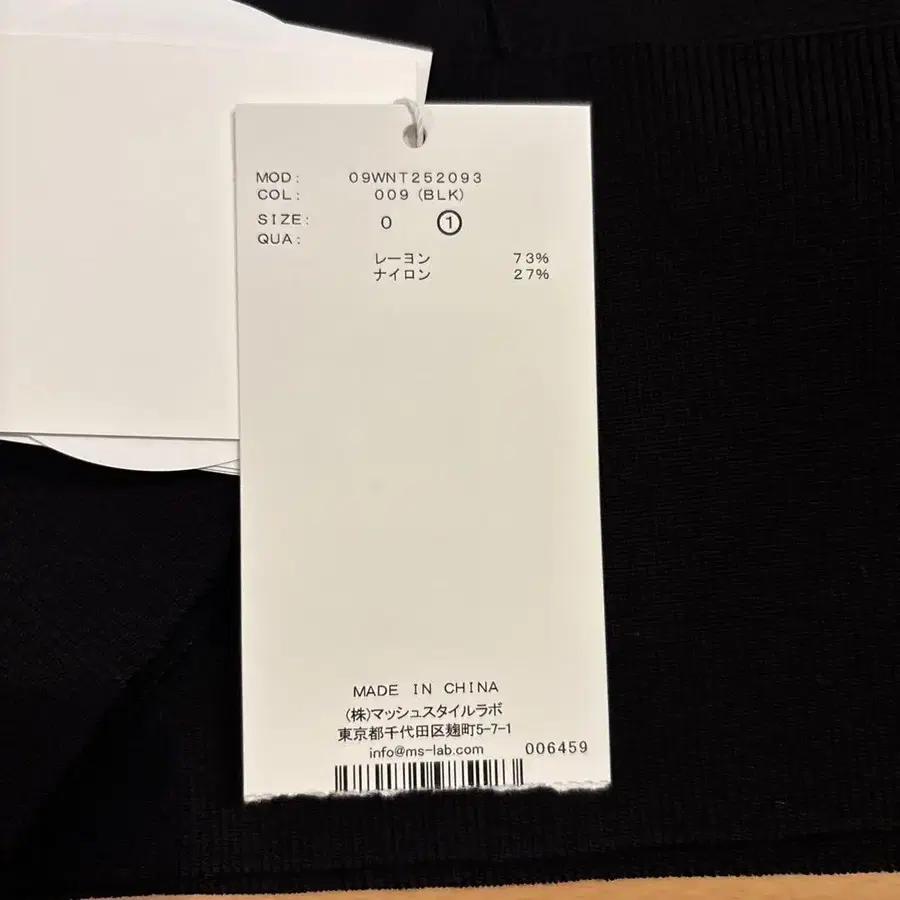 MOD: 09WNT252093
COL: 009 (BLK)
SIZE: 0 ①
QUA:
レーヨン 73%
ナイロン 27%
MADE IN CHINA
(株)マッシュスタイルラボ
東京都千代田区麹町5-7-1
info@ms-lab.com 006459